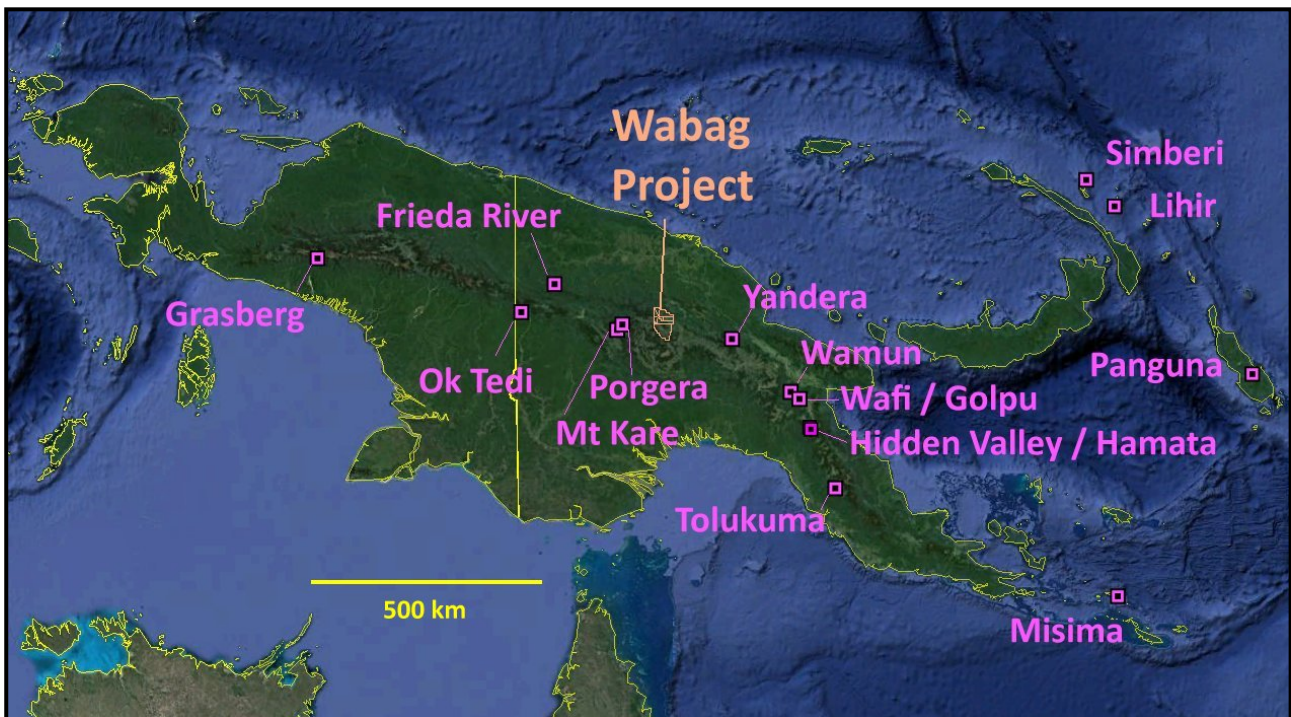 Wabag
Project
Simberi
Lihir
Frieda River
Grasberg
Yandera
Ok Tedi
Porgera
Mt Kare
Wamun
Wafi / Golpu
Panguna
Hidden Valley / Hamata
Tolukuma
500 km
Misima